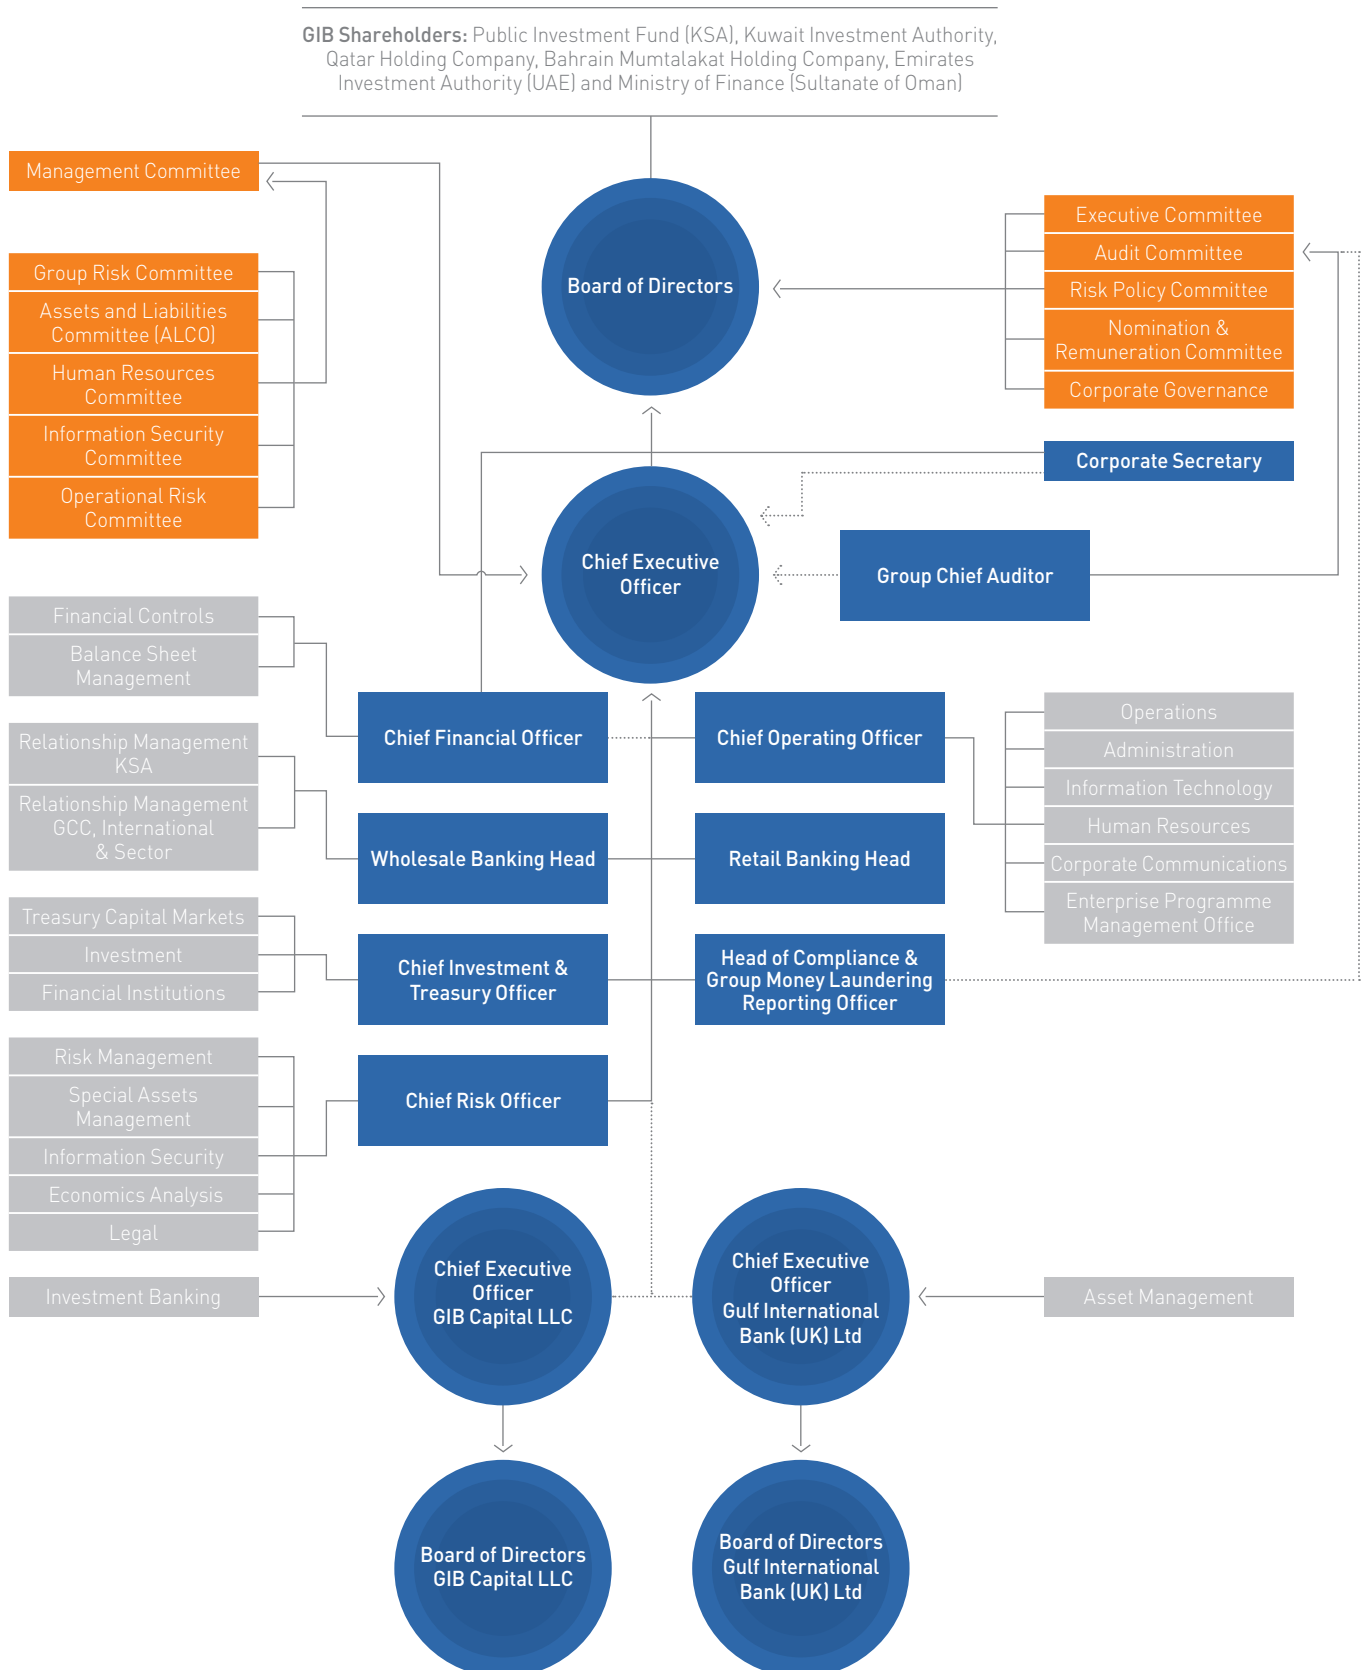 GIB Shareholders: Public Investment Fund (KSA), Kuwait Investment Authority,
Qatar Holding Company, Bahrain Mumtalakat Holding Company, Emirates
Investment Authority (UAE) and Ministry of Finance (Sultanate of Oman)
Management Committee
Group Risk Committee
Assets and Liabilities
Committee (ALCO)
Human Resources
Committee
Information Security
Committee
Operational Risk
Committee
Board of Directors
Executive Committee
Audit Committee
Risk Policy Committee
Nomination &
Remuneration Committee
Corporate Governance
Corporate Secretary
Chief Executive
Officer
Group Chief Auditor
Financial Controls
Balance Sheet
Management
Relationship Management
KSA
Relationship Management
GCC, International
& Sector
Treasury Capital Markets
Investment
Financial Institutions
Risk Management
Special Assets
Management
Information Security
Economics Analysis
Legal
Investment Banking
Chief Financial Officer
Chief Operating Officer
Wholesale Banking Head
Retail Banking Head
Chief Investment &
Treasury Officer
Head of Compliance &
Group Money Laundering
Reporting Officer
Chief Risk Officer
Operations
Administration
Information Technology
Human Resources
Corporate Communications
Enterprise Programme
Management Office
Chief Executive
Officer
GIB Capital LLC
Chief Executive
Officer
Gulf International
Bank (UK) Ltd
Asset Management
Board of Directors
GIB Capital LLC
Board of Directors
Gulf International
Bank (UK) Ltd